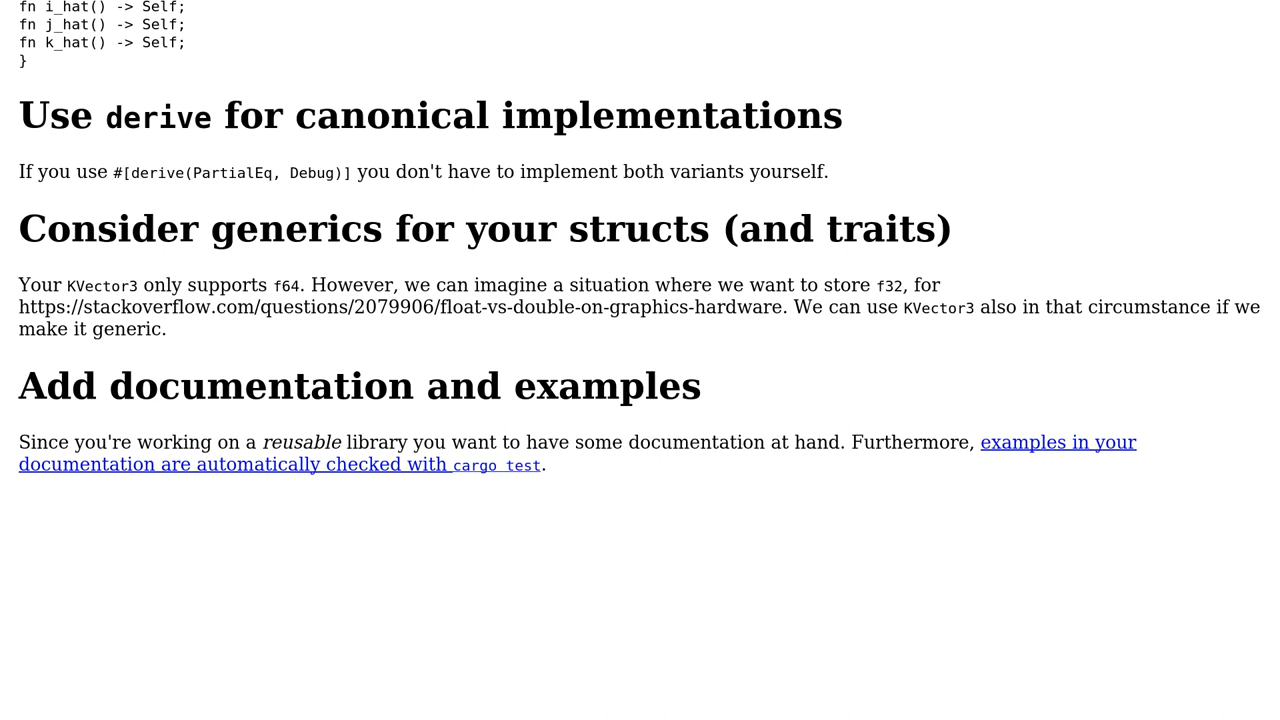 fn i_hat() -> Self;
fn j_hat() -> Self;
fn k_hat() -> Self;
}
Use derive for canonical implementations
If you use #[derive(PartialEq, Debug)] you don't have to implement both variants yourself.
Consider generics for your structs (and traits)
Your KVector3 only supports f64. However, we can imagine a situation where we want to store f32, for
https://stackoverflow.com/questions/2079906/float-vs-double-on-graphics-hardware. We can use KVector3 also in that circumstance if we
make it generic.
Add documentation and examples
Since you're working on a reusable library you want to have some documentation at hand. Furthermore, examples in your
documentation are automatically checked with cargo test.